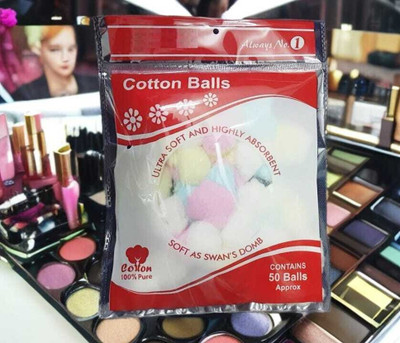 Always No. 1
Cotton Balls
ULTRA SOFT AND HIGHLY ABSORBENT
SOFT AS SWAN'S DOMB
Cotton
100% Pure
CONTAINS
50 Balls
Approx